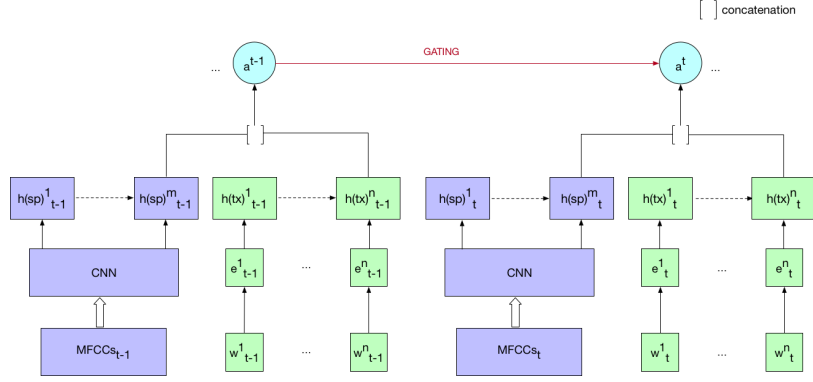 [ ] concatenation
GATING
... a^{t-1} a^t ...
[ ] [ ]
h(sp)^1_{t-1} h(sp)^m_{t-1} h(tx)^1_{t-1} h(tx)^n_{t-1} h(sp)^1_t h(sp)^m_t h(tx)^1_t h(tx)^n_t
CNN e^1_{t-1} ... e^n_{t-1} CNN e^1_t ... e^n_t
MFCCs_{t-1} w^1_{t-1} ... w^n_{t-1} MFCCs_t w^1_t ... w^n_t